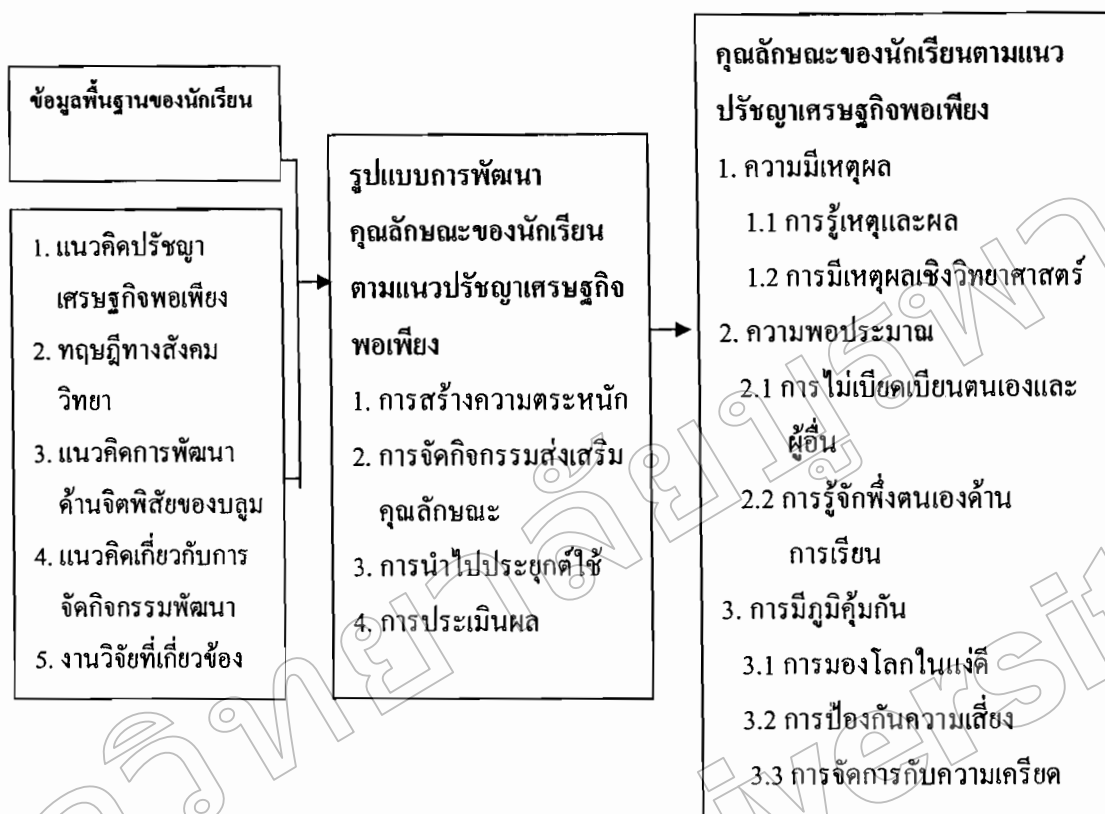 ข้อมูลพื้นฐานของนักเรียน
1. แนวคิดปรัชญา
เศรษฐกิจพอเพียง
2. ทฤษฎีทางสังคม
วิทยา
3. แนวคิดการพัฒนา
ด้านจิตพิสัยของบลูม
4. แนวคิดเกี่ยวกับการ
จัดกิจกรรมพัฒนา
5. งานวิจัยที่เกี่ยวข้อง
รูปแบบการพัฒนา
คุณลักษณะของนักเรียน
ตามแนวปรัชญาเศรษฐกิจ
พอเพียง
1. การสร้างความตระหนัก
2. การจัดกิจกรรมส่งเสริม
คุณลักษณะ
3. การนำไปประยุกต์ใช้
4. การประเมินผล
คุณลักษณะของนักเรียนตามแนว
ปรัชญาเศรษฐกิจพอเพียง
1. ความมีเหตุผล
1.1 การรู้เหตุและผล
1.2 การมีเหตุผลเชิงวิทยาศาสตร์
2. ความพอประมาณ
2.1 การไม่เบียดเบียนตนเองและ
ผู้อื่น
2.2 การรู้จักพึ่งตนเองด้าน
การเรียน
3. การมีภูมิคุ้มกัน
3.1 การมองโลกในแง่ดี
3.2 การป้องกันความเสี่ยง
3.3 การจัดการกับความเครียด